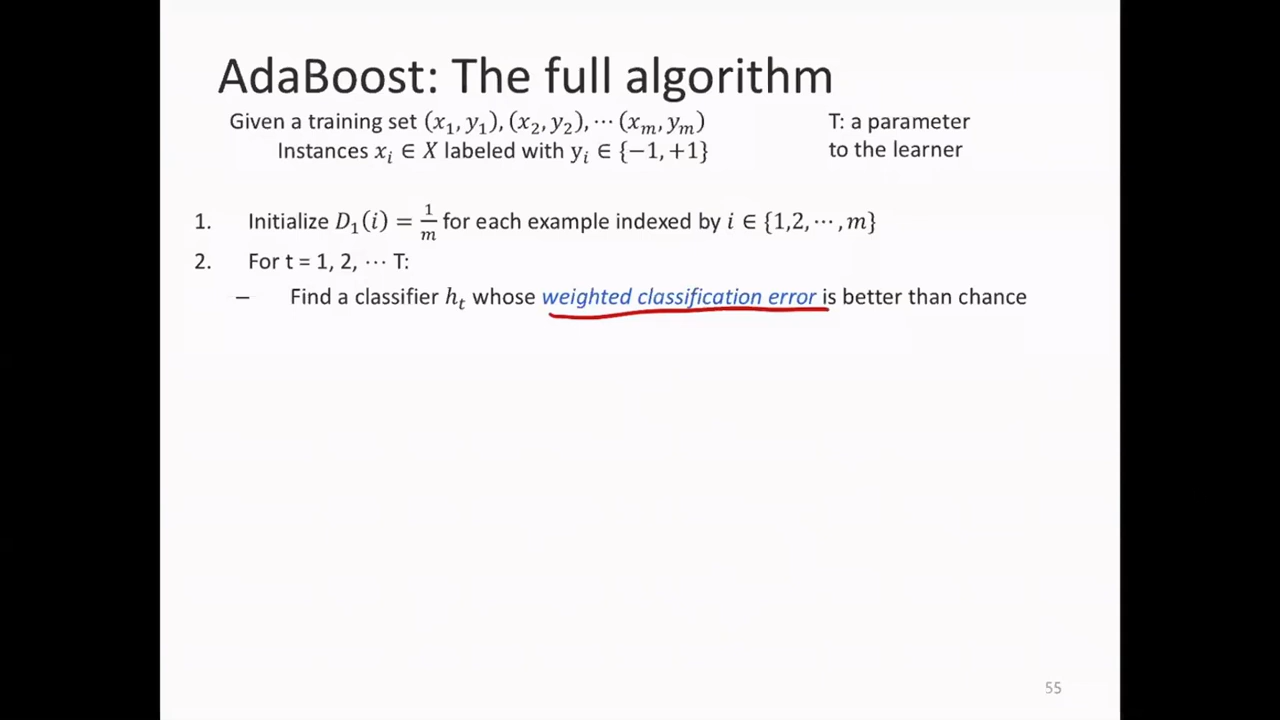 AdaBoost: The full algorithm
Given a training set (x₁, y₁), (x₂, y₂), ⋯ (xₘ, yₘ)
Instances xᵢ ∈ X labeled with yᵢ ∈ {−1, +1}
T: a parameter
to the learner
1. Initialize D₁(i) = 1/m for each example indexed by i ∈ {1,2, ⋯ , m}
2. For t = 1, 2, ⋯ T:
– Find a classifier hₜ whose weighted classification error is better than chance
55